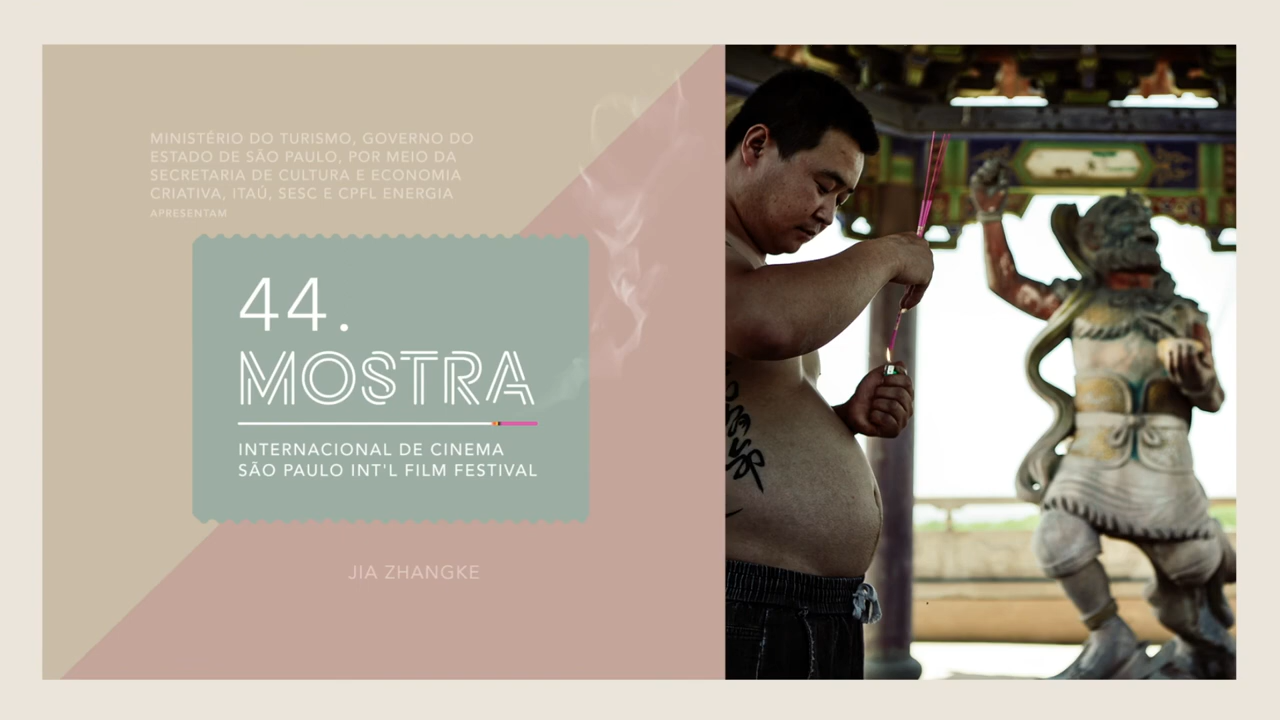 MINISTÉRIO DO TURISMO, GOVERNO DO
ESTADO DE SÃO PAULO, POR MEIO DA
SECRETARIA DE CULTURA E ECONOMIA
CRIATIVA, ITAÚ, SESC E CPFL ENERGIA
APRESENTAM
44.
MOSTRA
INTERNACIONAL DE CINEMA
SÃO PAULO INT'L FILM FESTIVAL
JIA ZHANGKE